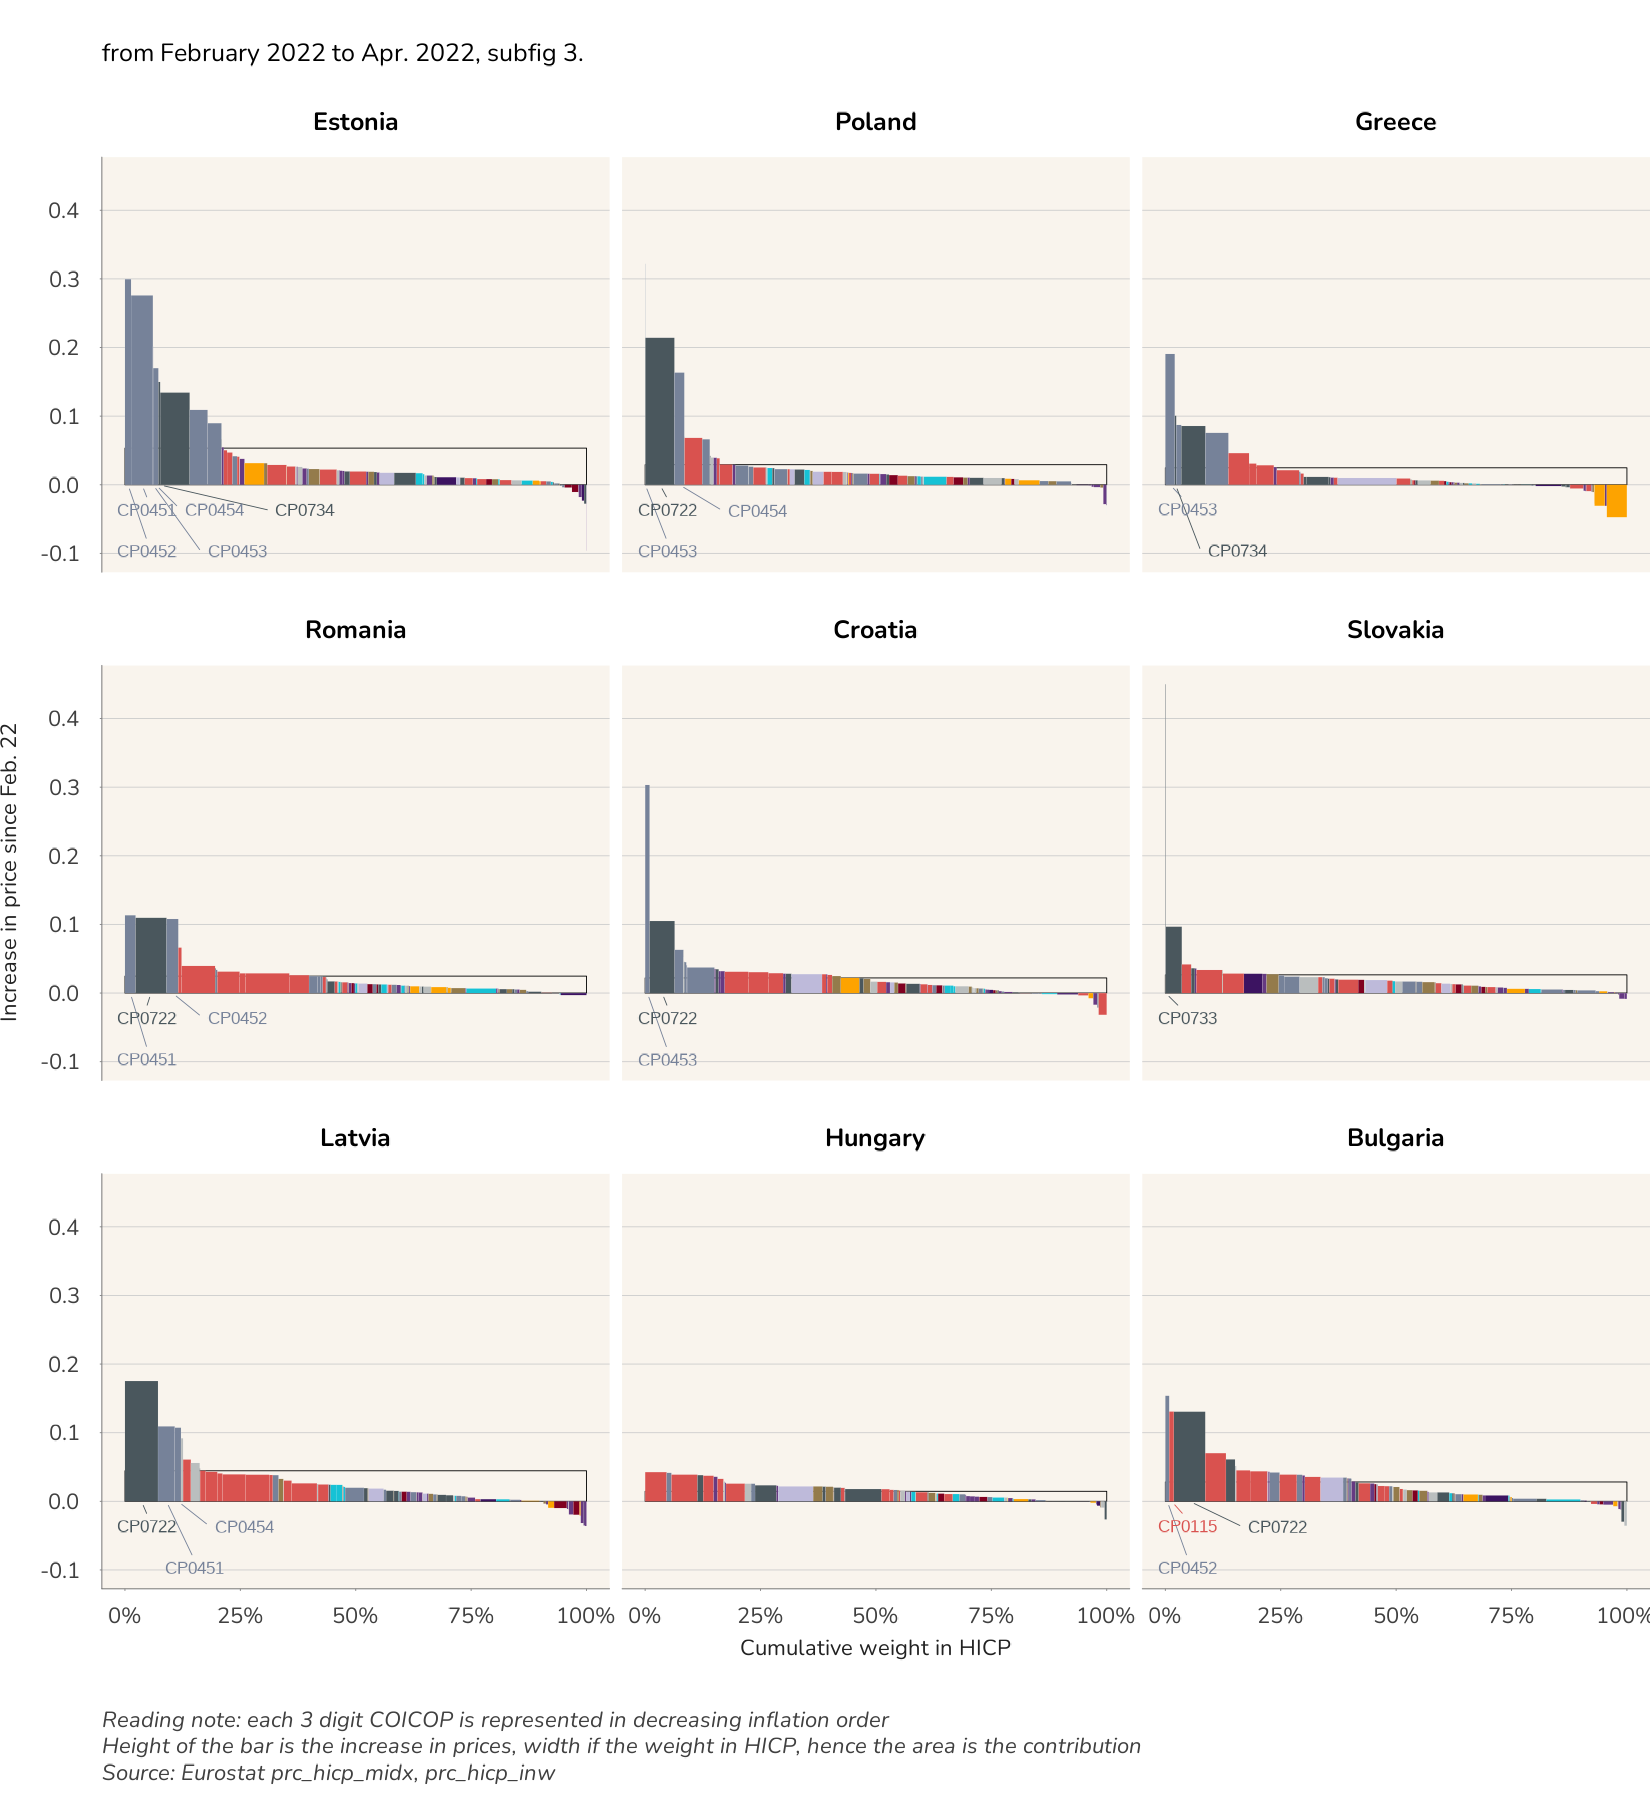 from February 2022 to Apr. 2022, subfig 3.
Estonia Poland Greece
0.4
0.3
0.2
0.1
0.0
-0.1
CP0451 CP0454 CP0734
CP0452 CP0453
CP0722 CP0454
CP0453
CP0453
CP0734
Romania Croatia Slovakia
Increase in price since Feb. 22
0.4
0.3
0.2
0.1
0.0
-0.1
CP0722 CP0452
CP0451
CP0722
CP0453
CP0733
Latvia Hungary Bulgaria
0.4
0.3
0.2
0.1
0.0
-0.1
CP0722 CP0454
CP0451
CP0115 CP0722
CP0452
0% 25% 50% 75% 100% 0% 25% 50% 75% 100% 0% 25% 50% 75% 100%
Cumulative weight in HICP
Reading note: each 3 digit COICOP is represented in decreasing inflation order
Height of the bar is the increase in prices, width if the weight in HICP, hence the area is the contribution
Source: Eurostat prc_hicp_midx, prc_hicp_inw